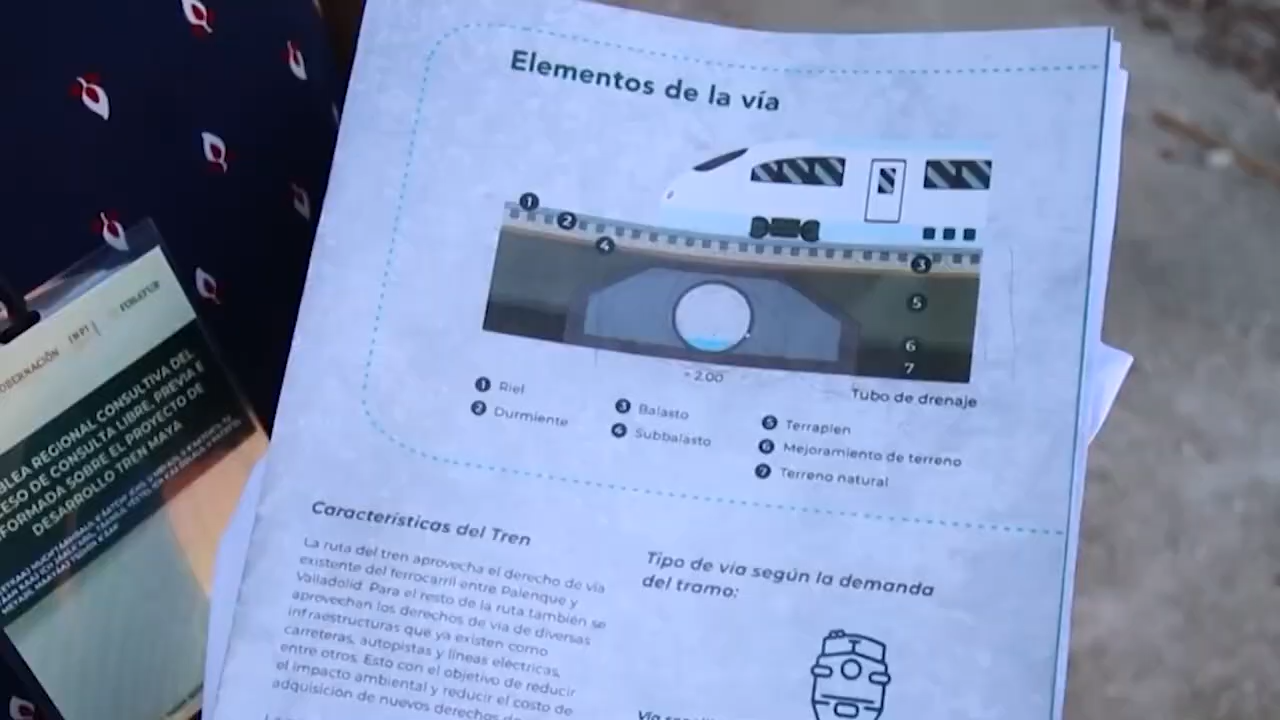 Elementos de la vía
1
2
4
3
5
6
7
≈ 2.00
Tubo de drenaje
1 Riel
2 Durmiente
3 Balasto
4 Subbalasto
5 Terraplen
6 Mejoramiento de terreno
7 Terreno natural
Características del Tren
La ruta del tren aprovecha el derecho de vía
existente del ferrocarril entre Palenque y
Valladolid. Para el resto de la ruta también se
aprovechan los derechos de vía de diversas
infraestructuras que ya existen como
carreteras, autopistas y líneas eléctricas,
entre otros. Esto con el objetivo de reducir
el impacto ambiental y reducir el costo de
adquisición de nuevos derechos
Tipo de vía según la demanda
del tramo:
Vía
OBERNACIÓN INPI FONATUR
BLEA REGIONAL CONSULTIVA DEL
CESO DE CONSULTA LIBRE, PREVIA E
FORMADA SOBRE EL PROYECTO DE
DESARROLLO TREN MAYA